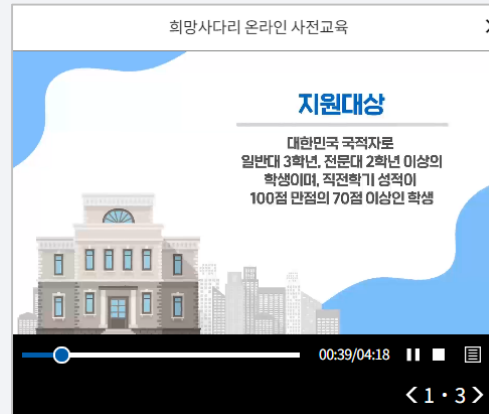 희망사다리 온라인 사전교육
지원대상
대한민국 국적자로
일반대 3학년, 전문대 2학년 이상의
학생이며, 직전학기 성적이
100점 만점의 70점 이상인 학생
00:39/04:18
1 · 3